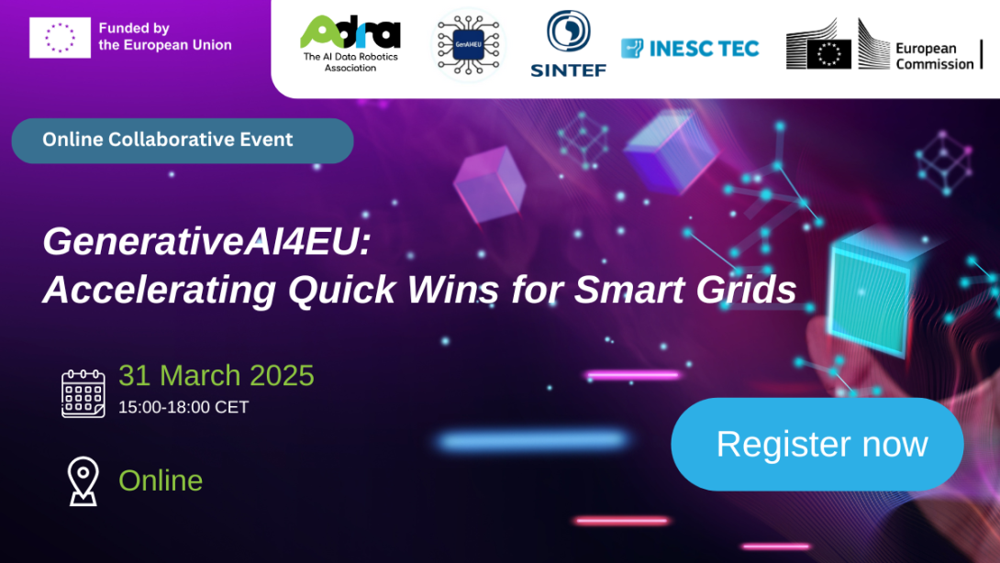 Funded by
the European Union
Adra
The AI Data Robotics
Association
GenAI4EU
SINTEF
INESC TEC
European
Commission
Online Collaborative Event
GenerativeAI4EU:
Accelerating Quick Wins for Smart Grids
31 March 2025
15:00-18:00 CET
Online
Register now